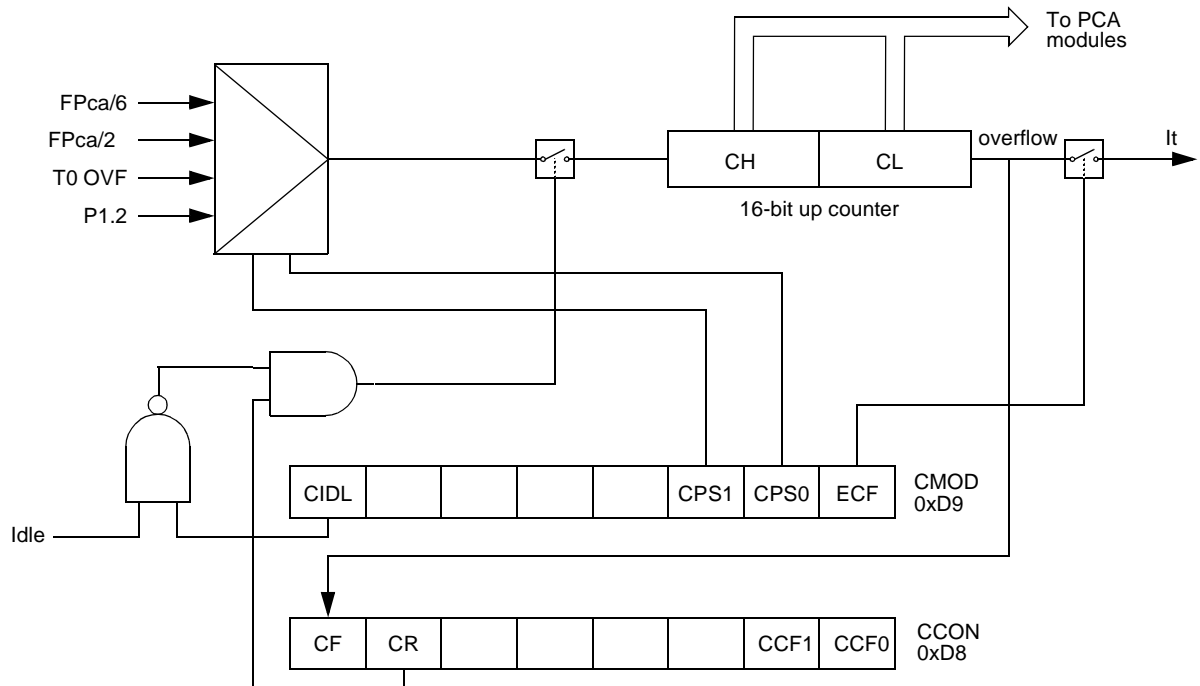 To PCA
modules
FPca/6
FPca/2
T0 OVF
P1.2
CH
CL
overflow
It
16-bit up counter
CIDL
CPS1
CPS0
ECF
CMOD
0xD9
Idle
CF
CR
CCF1
CCF0
CCON
0xD8